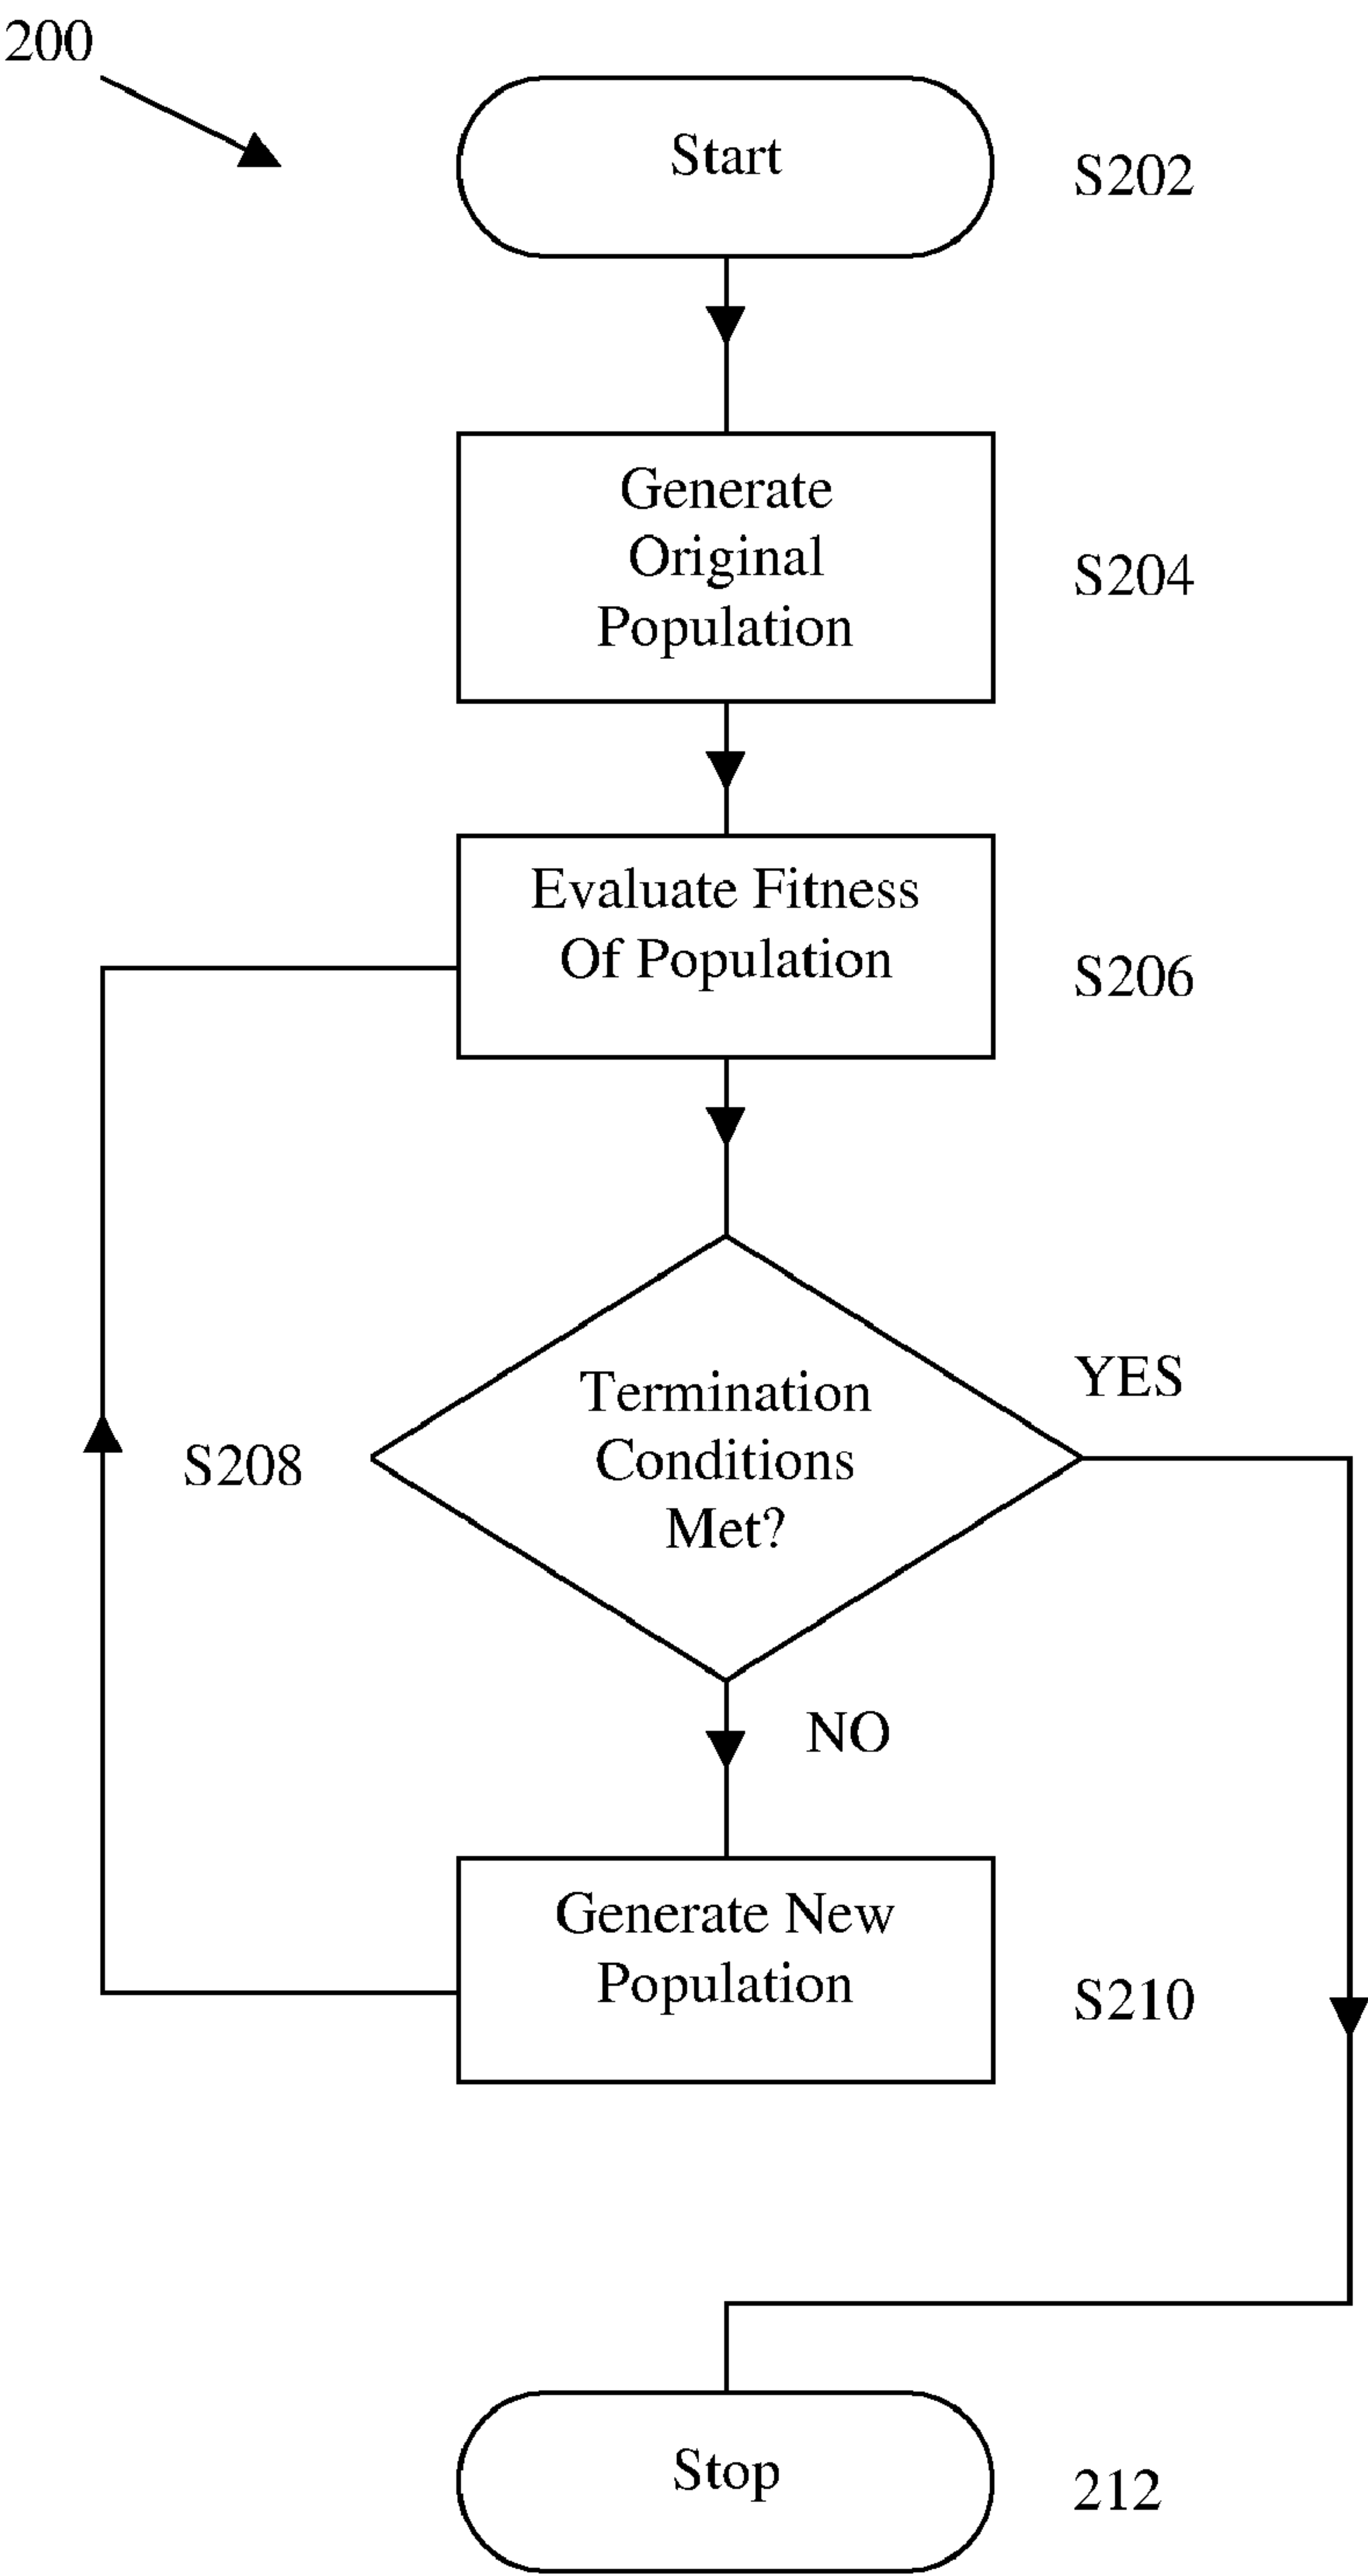 200
Start
S202
Generate
Original
Population
S204
Evaluate Fitness
Of Population
S206
Termination
Conditions
Met?
S208
YES
NO
Generate New
Population
S210
Stop
212